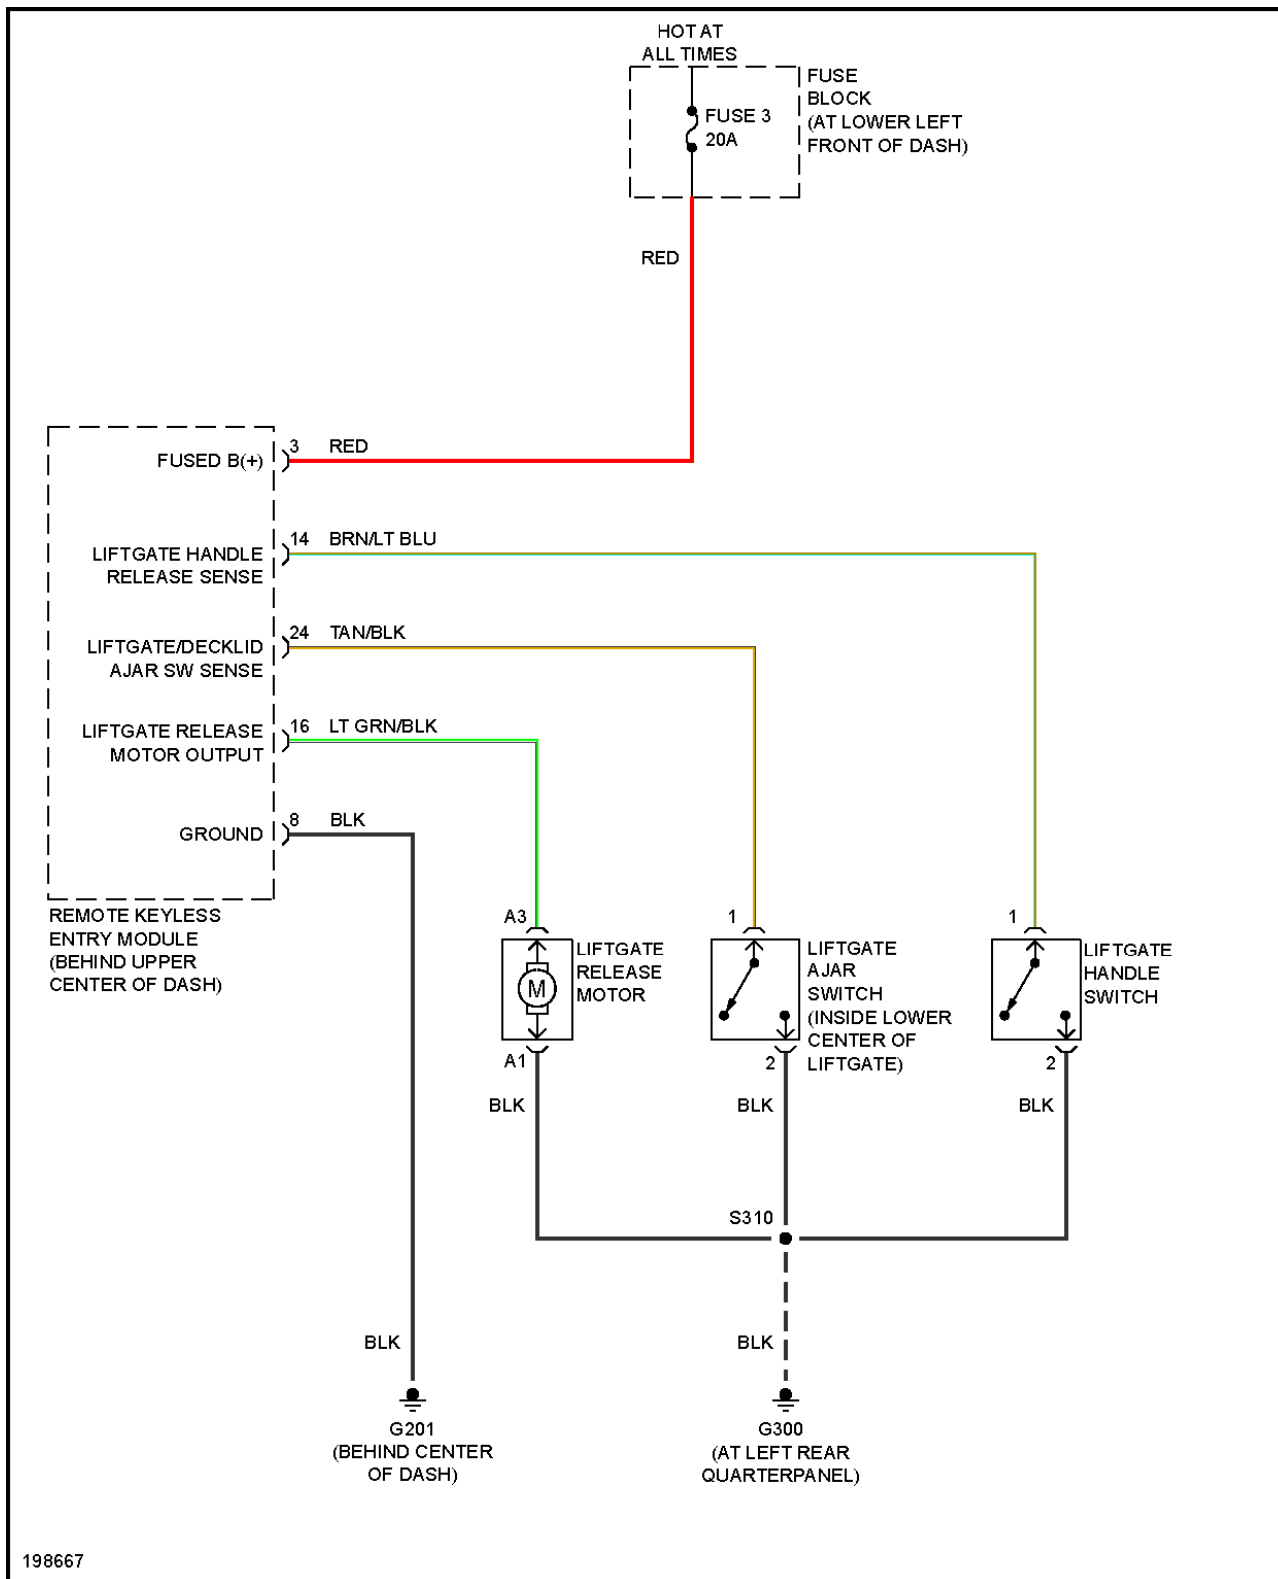 HOT AT
ALL TIMES
FUSE 3
20A
FUSE
BLOCK
(AT LOWER LEFT
FRONT OF DASH)
RED
FUSED B(+)
3
RED
LIFTGATE HANDLE
RELEASE SENSE
14
BRN/LT BLU
LIFTGATE/DECKLID
AJAR SW SENSE
24
TAN/BLK
LIFTGATE RELEASE
MOTOR OUTPUT
16
LT GRN/BLK
GROUND
8
BLK
REMOTE KEYLESS
ENTRY MODULE
(BEHIND UPPER
CENTER OF DASH)
A3
M
A1
LIFTGATE
RELEASE
MOTOR
1
2
LIFTGATE
AJAR
SWITCH
(INSIDE LOWER
CENTER OF
LIFTGATE)
1
2
LIFTGATE
HANDLE
SWITCH
BLK
BLK
BLK
S310
BLK
BLK
G201
(BEHIND CENTER
OF DASH)
G300
(AT LEFT REAR
QUARTERPANEL)
198667